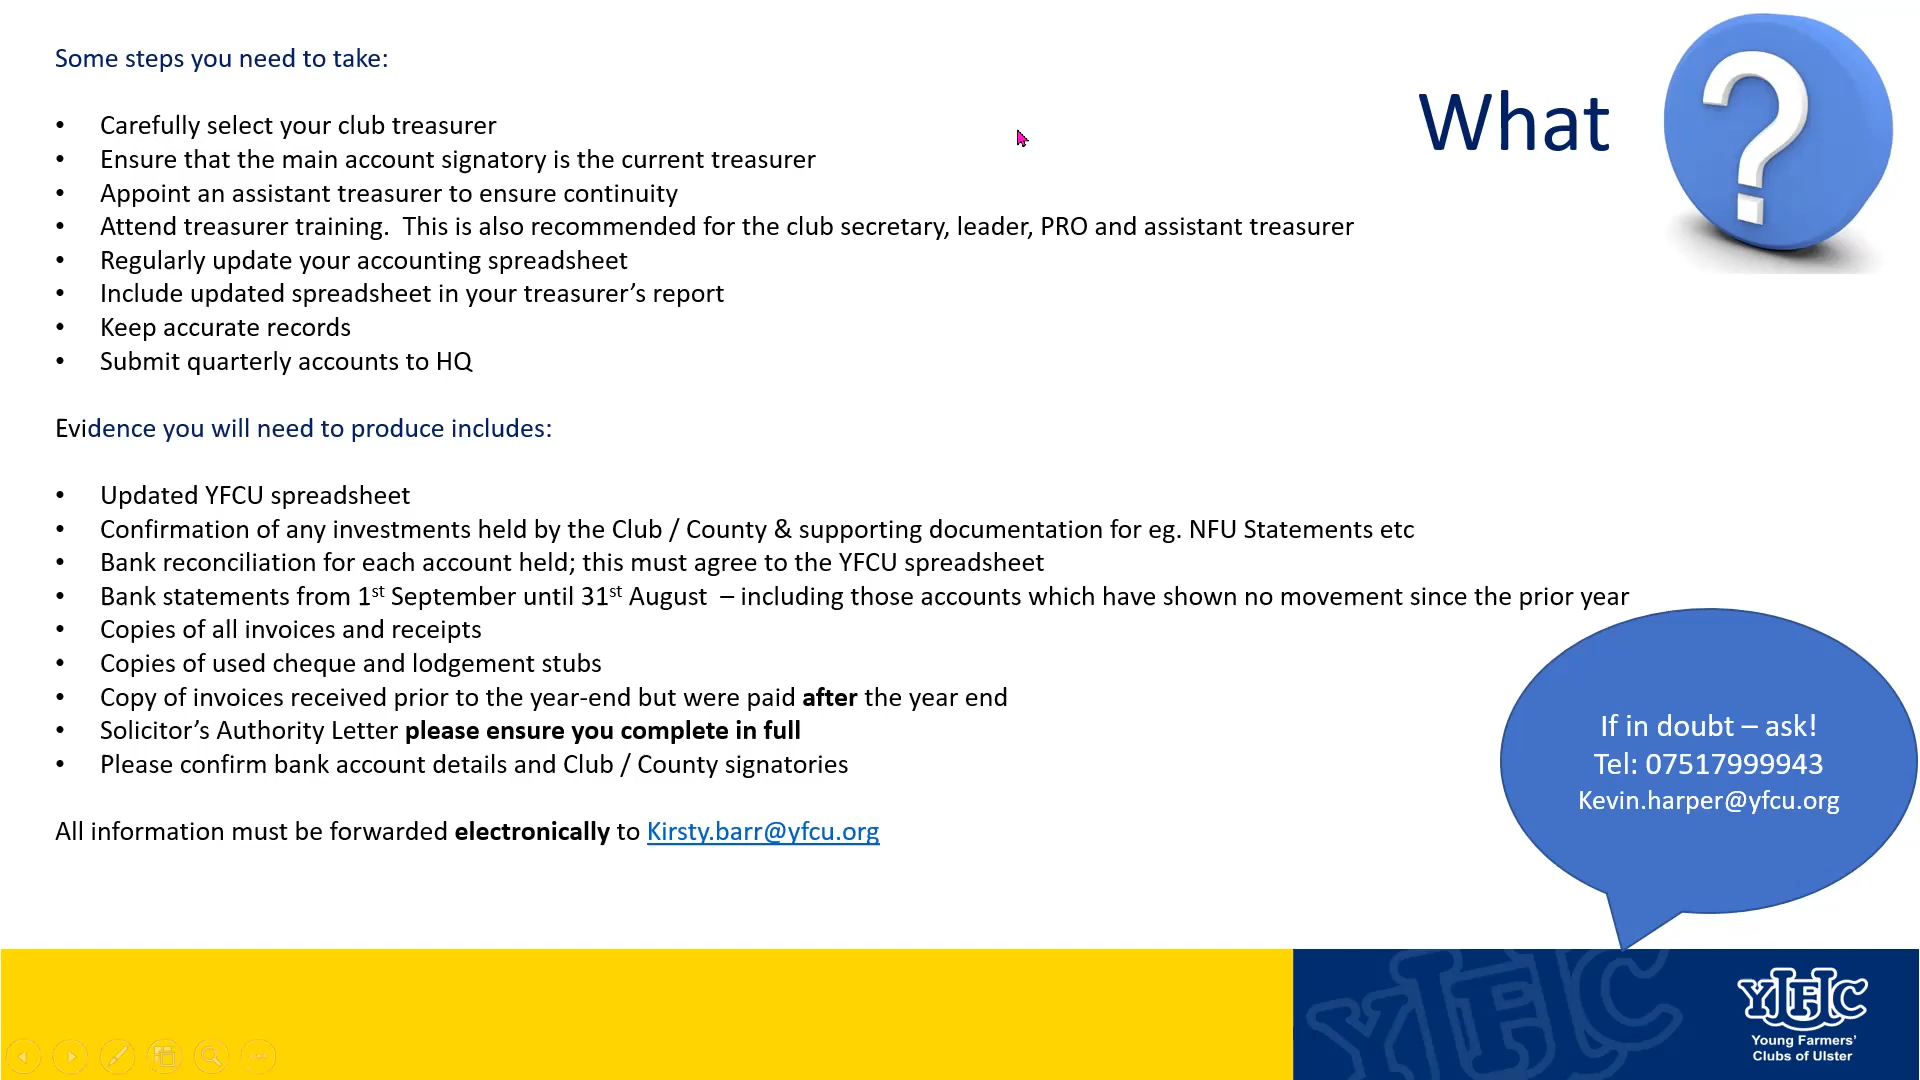 Some steps you need to take:
• Carefully select your club treasurer
• Ensure that the main account signatory is the current treasurer
• Appoint an assistant treasurer to ensure continuity
• Attend treasurer training.  This is also recommended for the club secretary, leader, PRO and assistant treasurer
• Regularly update your accounting spreadsheet
• Include updated spreadsheet in your treasurer’s report
• Keep accurate records
• Submit quarterly accounts to HQ
What
?
Evidence you will need to produce includes:
• Updated YFCU spreadsheet
• Confirmation of any investments held by the Club / County & supporting documentation for eg. NFU Statements etc
• Bank reconciliation for each account held; this must agree to the YFCU spreadsheet
• Bank statements from 1st September until 31st August  – including those accounts which have shown no movement since the prior year
• Copies of all invoices and receipts
• Copies of used cheque and lodgement stubs
• Copy of invoices received prior to the year-end but were paid after the year end
• Solicitor’s Authority Letter please ensure you complete in full
• Please confirm bank account details and Club / County signatories
All information must be forwarded electronically to Kirsty.barr@yfcu.org
If in doubt – ask!
Tel: 07517999943
Kevin.harper@yfcu.org
YFC
YFC
Young Farmers’
Clubs of Ulster